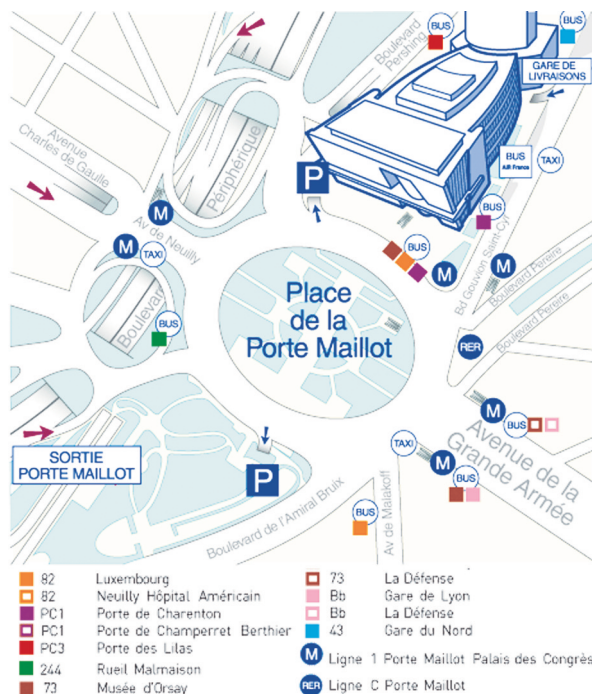 BUS
BUS
Boulevard
Pershing
GARE DE
LIVRAISONS
Avenue
Charles de Gaulle
Périphérique
P
BUS
AIR France
TAXI
M
Av de Neuilly
BUS
M
TAXI
BUS
M
M
Bd Gouvion Saint-Cyr
Boulevard Pereire
Boulevard Pereire
Boulevard
BUS
Place
de la
Porte Maillot
RER
M
BUS
Avenue de la
Grande Armée
TAXI
M
BUS
SORTIE
PORTE MAILLOT
P
Boulevard de l'Amiral Bruix
BUS
Av de Malakoff
82 Luxembourg
82 Neuilly Hôpital Américain
PC1 Porte de Charenton
PC1 Porte de Champerret Berthier
PC3 Porte des Lilas
244 Rueil Malmaison
73 Musée d'Orsay
73 La Défense
Bb Gare de Lyon
Bb La Défense
43 Gare du Nord
M Ligne 1 Porte Maillot Palais des Congrès
RER Ligne C Porte Maillot